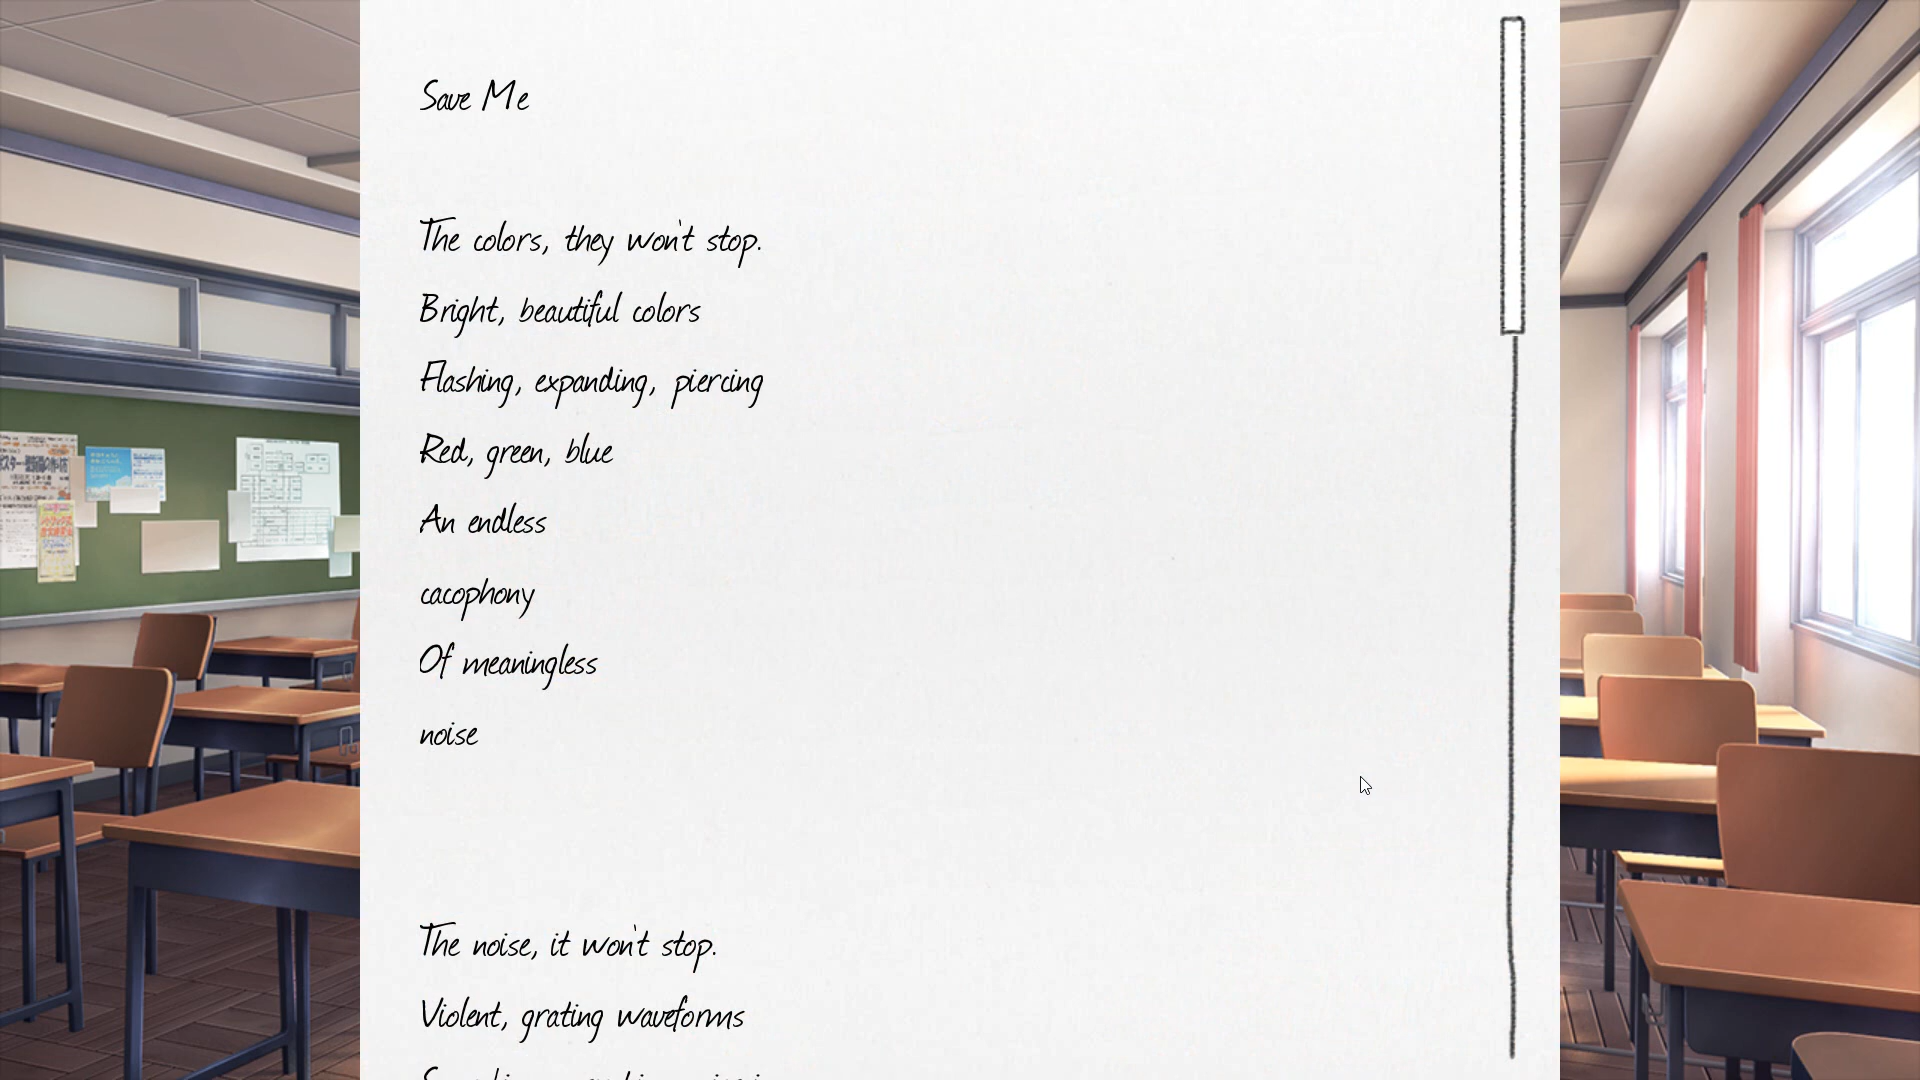 Save Me
The colors, they won't stop.
Bright, beautiful colors
Flashing, expanding, piercing
Red, green, blue
An endless
cacophony
Of meaningless
noise
The noise, it won't stop.
Violent, grating waveforms